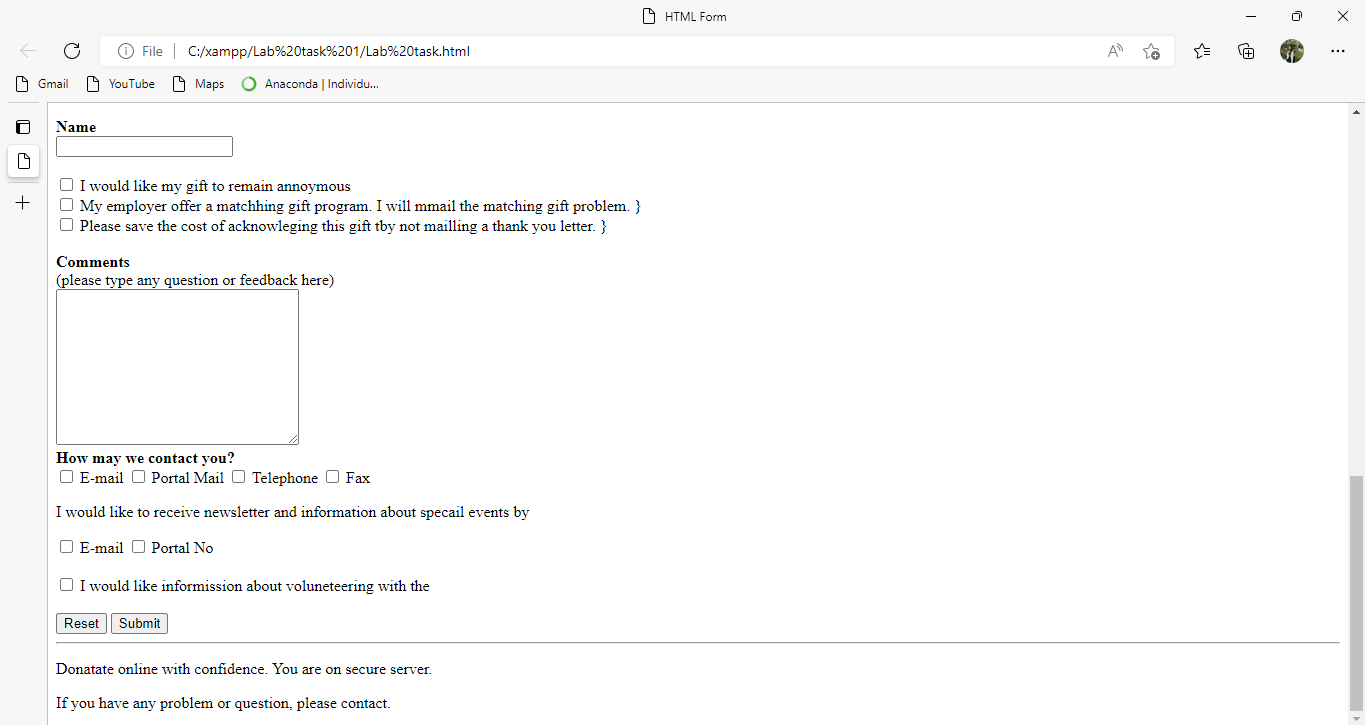 HTML Form
File C:/xampp/Lab%20task%201/Lab%20task.html
Gmail YouTube Maps Anaconda | Individu...
Name
I would like my gift to remain annoymous
My employer offer a matchhing gift program. I will mmail the matching gift problem. }
Please save the cost of acknowleging this gift tby not mailling a thank you letter. }
Comments
(please type any question or feedback here)
How may we contact you?
E-mail Portal Mail Telephone Fax
I would like to receive newsletter and information about specail events by
E-mail Portal No
I would like informission about voluneteering with the
Reset Submit
Donatate online with confidence. You are on secure server.
If you have any problem or question, please contact.